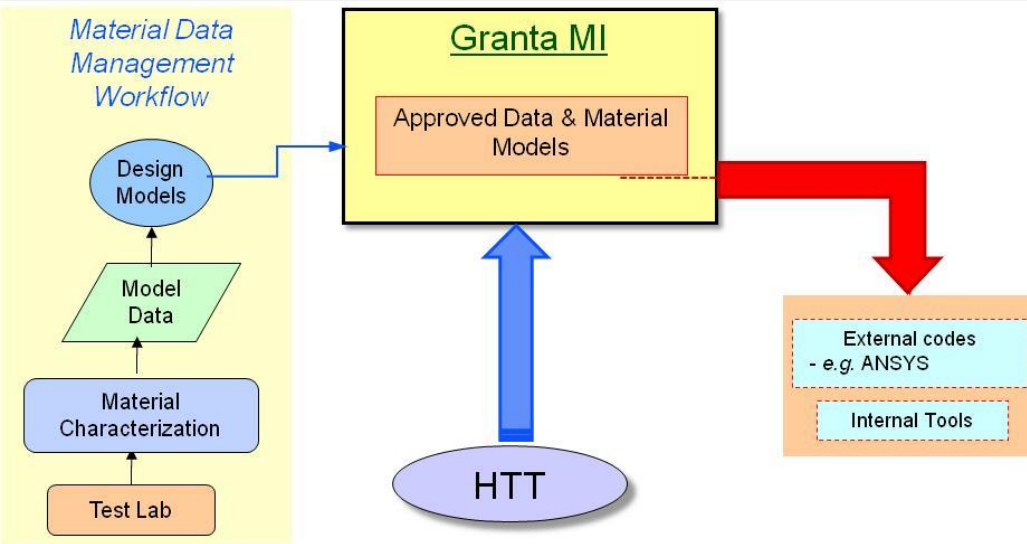 Material Data
Management
Workflow
Design
Models
Model
Data
Material
Characterization
Test Lab
Granta MI
Approved Data & Material
Models
HTT
External codes
- e.g. ANSYS
Internal Tools